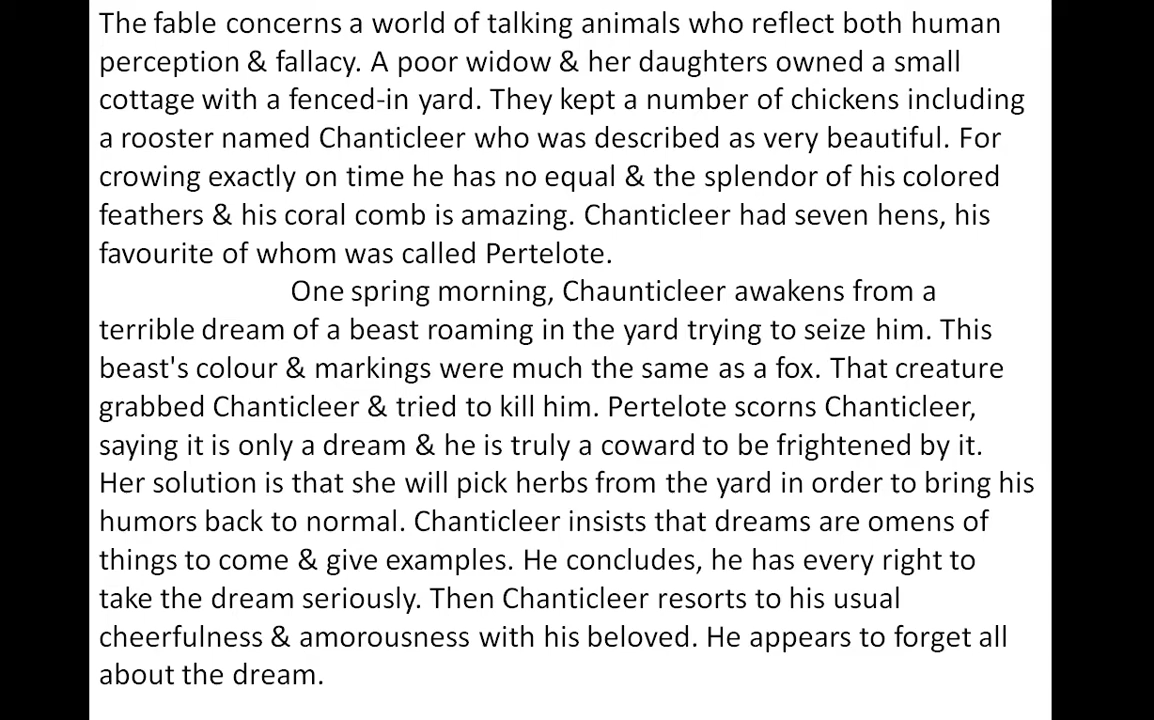 The fable concerns a world of talking animals who reflect both human
perception & fallacy. A poor widow & her daughters owned a small
cottage with a fenced-in yard. They kept a number of chickens including
a rooster named Chanticleer who was described as very beautiful. For
crowing exactly on time he has no equal & the splendor of his colored
feathers & his coral comb is amazing. Chanticleer had seven hens, his
favourite of whom was called Pertelote.
One spring morning, Chaunticleer awakens from a
terrible dream of a beast roaming in the yard trying to seize him. This
beast's colour & markings were much the same as a fox. That creature
grabbed Chanticleer & tried to kill him. Pertelote scorns Chanticleer,
saying it is only a dream & he is truly a coward to be frightened by it.
Her solution is that she will pick herbs from the yard in order to bring his
humors back to normal. Chanticleer insists that dreams are omens of
things to come & give examples. He concludes, he has every right to
take the dream seriously. Then Chanticleer resorts to his usual
cheerfulness & amorousness with his beloved. He appears to forget all
about the dream.